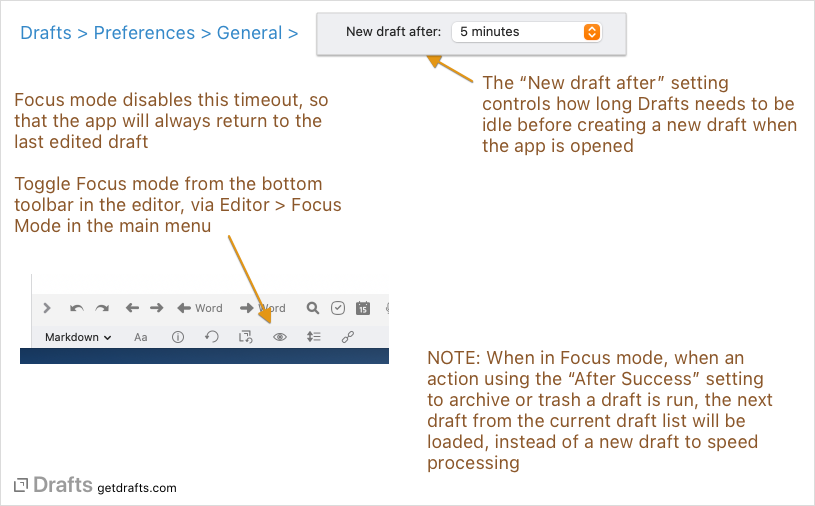 Drafts > Preferences > General >
New draft after: 5 minutes
The “New draft after” setting
controls how long Drafts needs to be
idle before creating a new draft when
the app is opened
Focus mode disables this timeout, so
that the app will always return to the
last edited draft
Toggle Focus mode from the bottom
toolbar in the editor, via Editor > Focus
Mode in the main menu
Word Word
15
Markdown Aa
NOTE: When in Focus mode, when an
action using the “After Success” setting
to archive or trash a draft is run, the next
draft from the current draft list will be
loaded, instead of a new draft to speed
processing
Drafts getdrafts.com